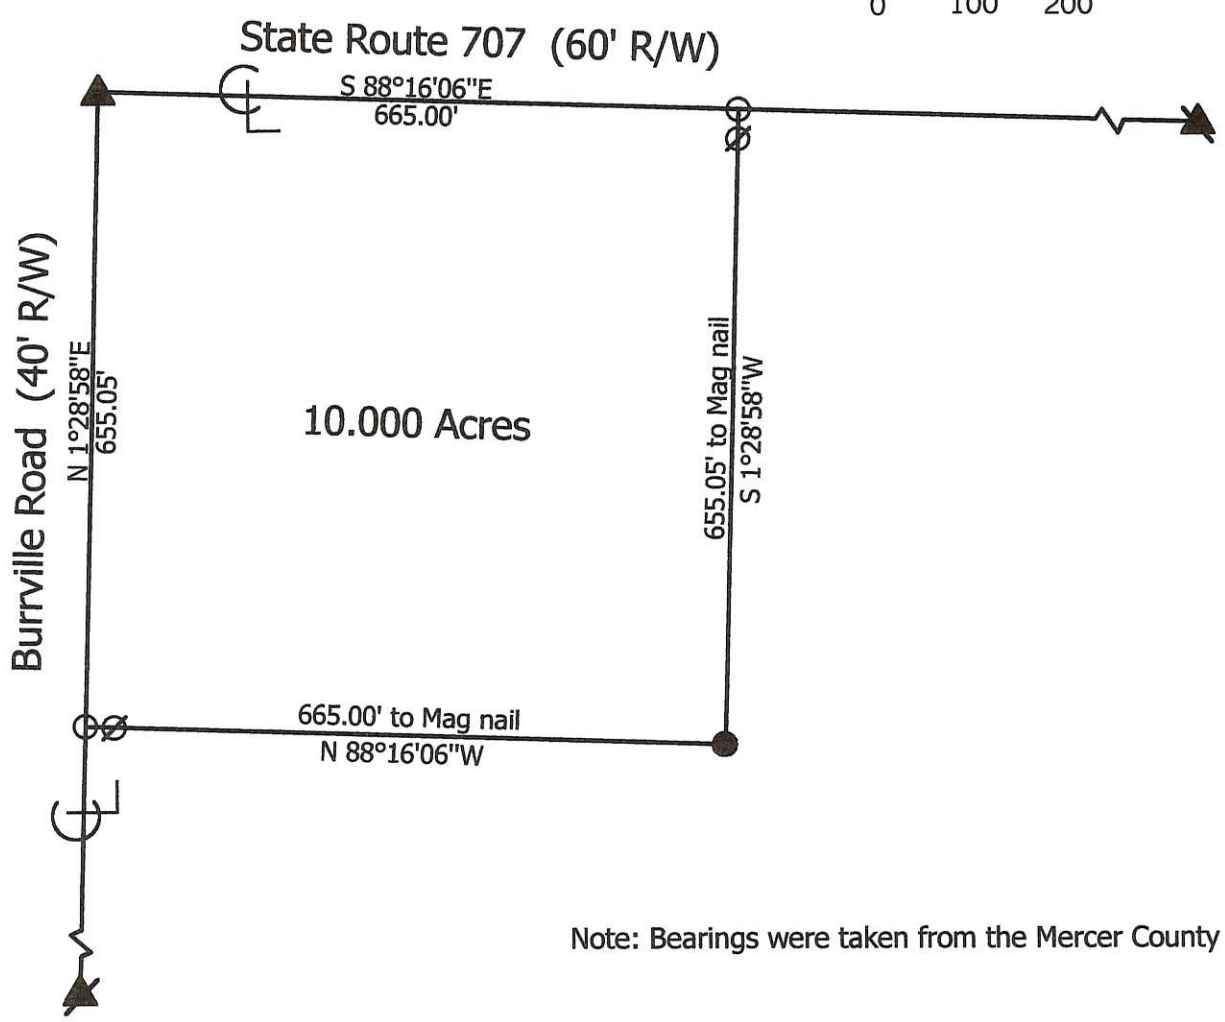 0 100 200
State Route 707 (60' R/W)
S 88°16'06"E
665.00'
Burrville Road (40' R/W)
N 1°28'58"E
655.05'
10.000 Acres
655.05' to Mag nail
S 1°28'58"W
665.00' to Mag nail
N 88°16'06"W
Note: Bearings were taken from the Mercer County